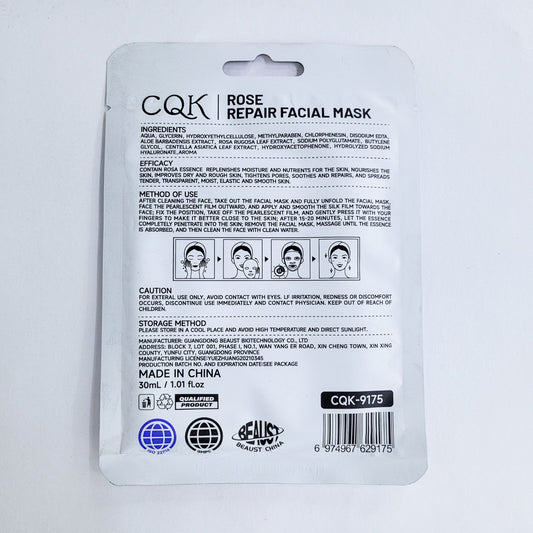 CQK
ROSE
REPAIR FACIAL MASK
INGREDIENTS
AQUA, GLYCERIN, HYDROXYETHYLCELLULOSE, METHYLPARABEN, CHLORPHENESIN, DISODIUM EDTA,
ALOE BARBADENSIS EXTRACT, ROSA RUGOSA LEAF EXTRACT, SODIUM POLYGLUTAMATE, BUTYLENE
GLYCOL, CENTELLA ASIATICA LEAF EXTRACT, HYDROXYACETOPHENONE, HYDROLYZED SODIUM
HYALURONATE,AROMA
EFFICACY
CONTAIN ROSA ESSENCE REPLENISHES MOISTURE AND NUTRIENTS FOR THE SKIN, NOURISHES THE
SKIN, IMPROVES DRY AND ROUGH SKIN, TIGHTENS PORES, SOOTHES AND REPAIRS, AND SPREADS
TENDER, TRANSPARENT, MOIST, ELASTIC AND SMOOTH SKIN.
METHOD OF USE
AFTER CLEANING THE FACE, TAKE OUT THE FACIAL MASK AND FULLY UNFOLD THE FACIAL MASK,
FACE THE PEARLESCENT FILM OUTWARD, AND APPLY AND SMOOTH THE SILK FILM TOWARDS THE
FACE; FIX THE POSITION, TAKE OFF THE PEARLESCENT FILM, AND GENTLY PRESS IT WITH YOUR
FINGERS TO MAKE IT BETTER CLOSE TO THE SKIN; AFTER 15-20 MINUTES, LET THE ESSENCE
COMPLETELY PENETRATE INTO THE SKIN; REMOVE THE FACIAL MASK, MASSAGE UNTIL THE ESSENCE
IS ABSORBED, AND THEN CLEAN THE FACE WITH CLEAN WATER.
CAUTION
FOR EXTERAL USE ONLY, AVOID CONTACT WITH EYES. LF IRRITATION, REDNESS OR DISCOMFORT
OCCURS, DISCONTINUE USE IMMEDIATELY AND CONTACT PHYSICIAN. KEEP OUT OF REACH OF
CHILDREN.
STORAGE METHOD
PLEASE STORE IN A COOL PLACE AND AVOID HIGH TEMPERATURE AND DIRECT SUNLIGHT.
MANUFACTURER: GUANGDONG BEAUST BIOTECHNOLOGY CO., LTD
ADDRESS: BLOCK 7, LOT 001, PHASE I, NO.1, WAN YANG ER ROAD, XIN CHENG TOWN, XIN XING
COUNTY, YUNFU CITY, GUANGDONG PROVINCE
MANUFACTURING LICENSE:YUEZHUANG20210345
PRODUCTION BATCH NO. AND EXPIRATION DATE:SEE PACKAGE
MADE IN CHINA
30mL / 1.01 fl.oz
QUALIFIED
PRODUCT
CQK-9175
ISO 22716
GMPC
BEAUST
BEAUST CHINA
6 974967 629175